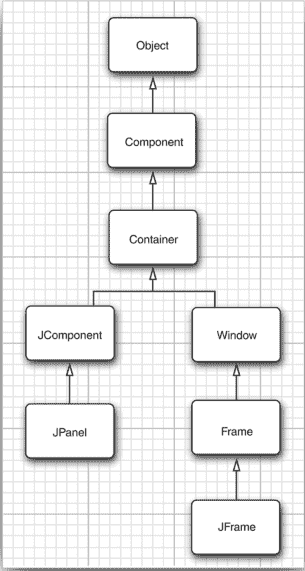 Object
Component
Container
JComponent
Window
JPanel
Frame
JFrame